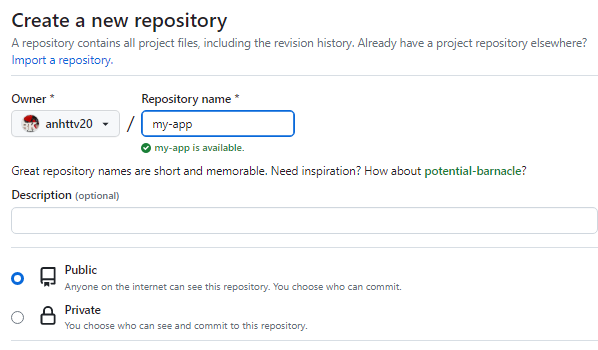 Create a new repository
A repository contains all project files, including the revision history. Already have a project repository elsewhere?
Import a repository.
Owner * Repository name *
anhttv20 / my-app
my-app is available.
Great repository names are short and memorable. Need inspiration? How about potential-barnacle?
Description (optional)
Public
Anyone on the internet can see this repository. You choose who can commit.
Private
You choose who can see and commit to this repository.